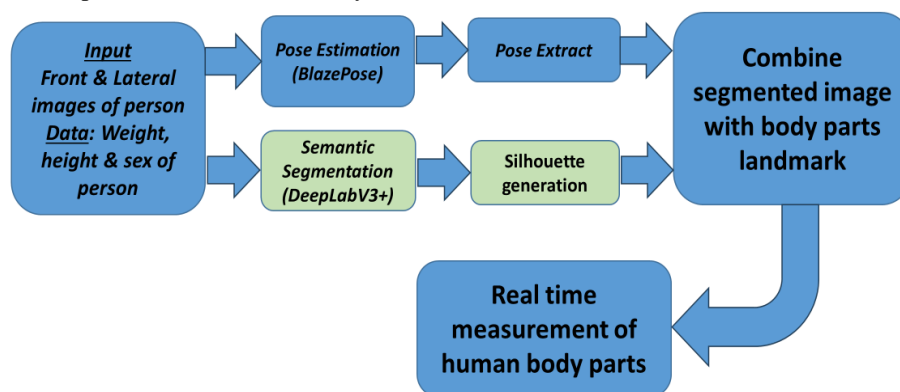 Input
Front & Lateral
images of person
Data: Weight,
height & sex of
person
Pose Estimation
(BlazePose)
Pose Extract
Semantic
Segmentation
(DeepLabV3+)
Silhouette
generation
Combine
segmented image
with body parts
landmark
Real time
measurement of
human body parts